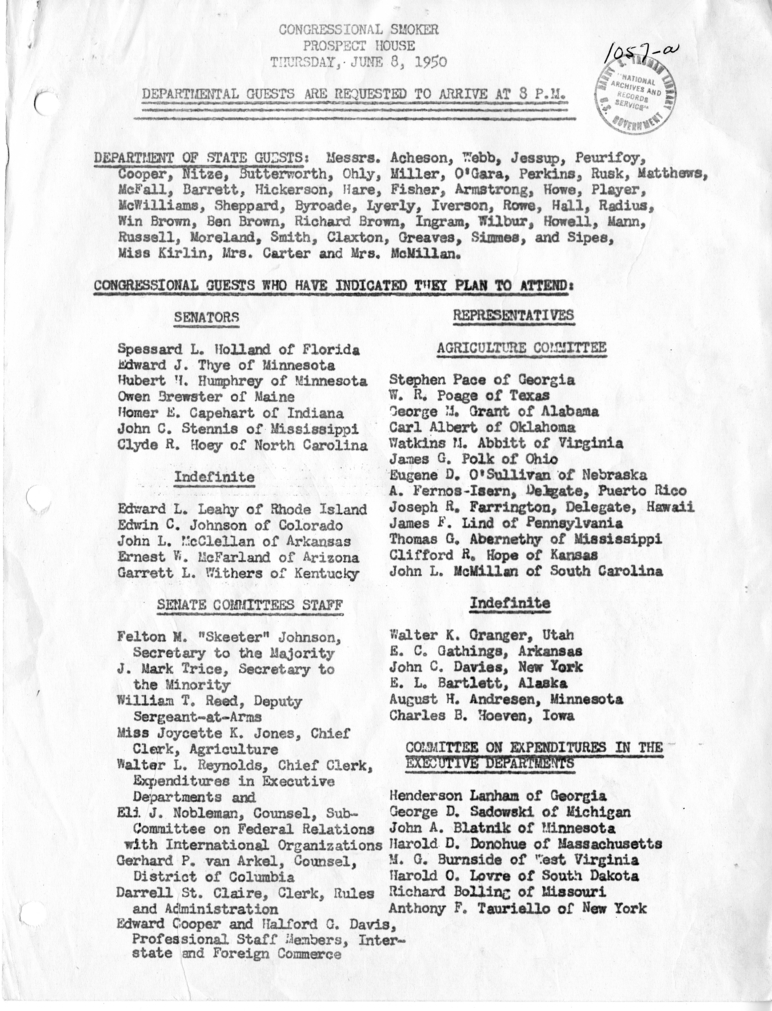 CONGRESSIONAL SMOKER
PROSPECT HOUSE
THURSDAY, JUNE 8, 1950
1057-a
HARRY S. TRUMAN LIBRARY
"NATIONAL
ARCHIVES AND
RECORDS
SERVICE"
U.S. GOVERNMENT
DEPARTMENTAL GUESTS ARE REQUESTED TO ARRIVE AT 8 P.M.
DEPARTMENT OF STATE GUESTS: Messrs. Acheson, Webb, Jessup, Peurifoy,
Cooper, Nitze, Butterworth, Ohly, Miller, O'Gara, Perkins, Rusk, Matthews,
McFall, Barrett, Hickerson, Hare, Fisher, Armstrong, Howe, Player,
McWilliams, Sheppard, Byroade, Lyerly, Iverson, Rowe, Hall, Radius,
Win Brown, Ben Brown, Richard Brown, Ingram, Wilbur, Howell, Mann,
Russell, Moreland, Smith, Claxton, Greaves, Simmes, and Sipes,
Miss Kirlin, Mrs. Carter and Mrs. McMillan.
CONGRESSIONAL GUESTS WHO HAVE INDICATED THEY PLAN TO ATTEND:
SENATORS
Spessard L. Holland of Florida
Edward J. Thye of Minnesota
Hubert H. Humphrey of Minnesota
Owen Brewster of Maine
Homer E. Capehart of Indiana
John C. Stennis of Mississippi
Clyde R. Hoey of North Carolina
Indefinite
Edward L. Leahy of Rhode Island
Edwin C. Johnson of Colorado
John L. McClellan of Arkansas
Ernest W. McFarland of Arizona
Garrett L. Withers of Kentucky
SENATE COMMITTEES STAFF
Felton M. "Skeeter" Johnson,
Secretary to the Majority
J. Mark Trice, Secretary to
the Minority
William T. Reed, Deputy
Sergeant-at-Arms
Miss Joycette K. Jones, Chief
Clerk, Agriculture
Walter L. Reynolds, Chief Clerk,
Expenditures in Executive
Departments and
Eli J. Nobleman, Counsel, Sub-
Committee on Federal Relations
with International Organizations
Gerhard P. van Arkel, Counsel,
District of Columbia
Darrell St. Claire, Clerk, Rules
and Administration
Edward Cooper and Halford G. Davis,
Professional Staff Members, Inter-
state and Foreign Commerce
REPRESENTATIVES
AGRICULTURE COMMITTEE
Stephen Pace of Georgia
W. R. Poage of Texas
George M. Grant of Alabama
Carl Albert of Oklahoma
Watkins M. Abbitt of Virginia
James G. Polk of Ohio
Eugene D. O'Sullivan of Nebraska
A. Fernos-Isern, Delegate, Puerto Rico
Joseph R. Farrington, Delegate, Hawaii
James F. Lind of Pennsylvania
Thomas G. Abernethy of Mississippi
Clifford R. Hope of Kansas
John L. McMillan of South Carolina
Indefinite
Walter K. Granger, Utah
E. C. Gathings, Arkansas
John C. Davies, New York
E. L. Bartlett, Alaska
August H. Andresen, Minnesota
Charles B. Hoeven, Iowa
COMMITTEE ON EXPENDITURES IN THE
EXECUTIVE DEPARTMENTS
Henderson Lanham of Georgia
George D. Sadowski of Michigan
John A. Blatnik of Minnesota
Harold D. Donohue of Massachusetts
M. G. Burnside of West Virginia
Harold O. Lovre of South Dakota
Richard Bolling of Missouri
Anthony F. Tauriello of New York